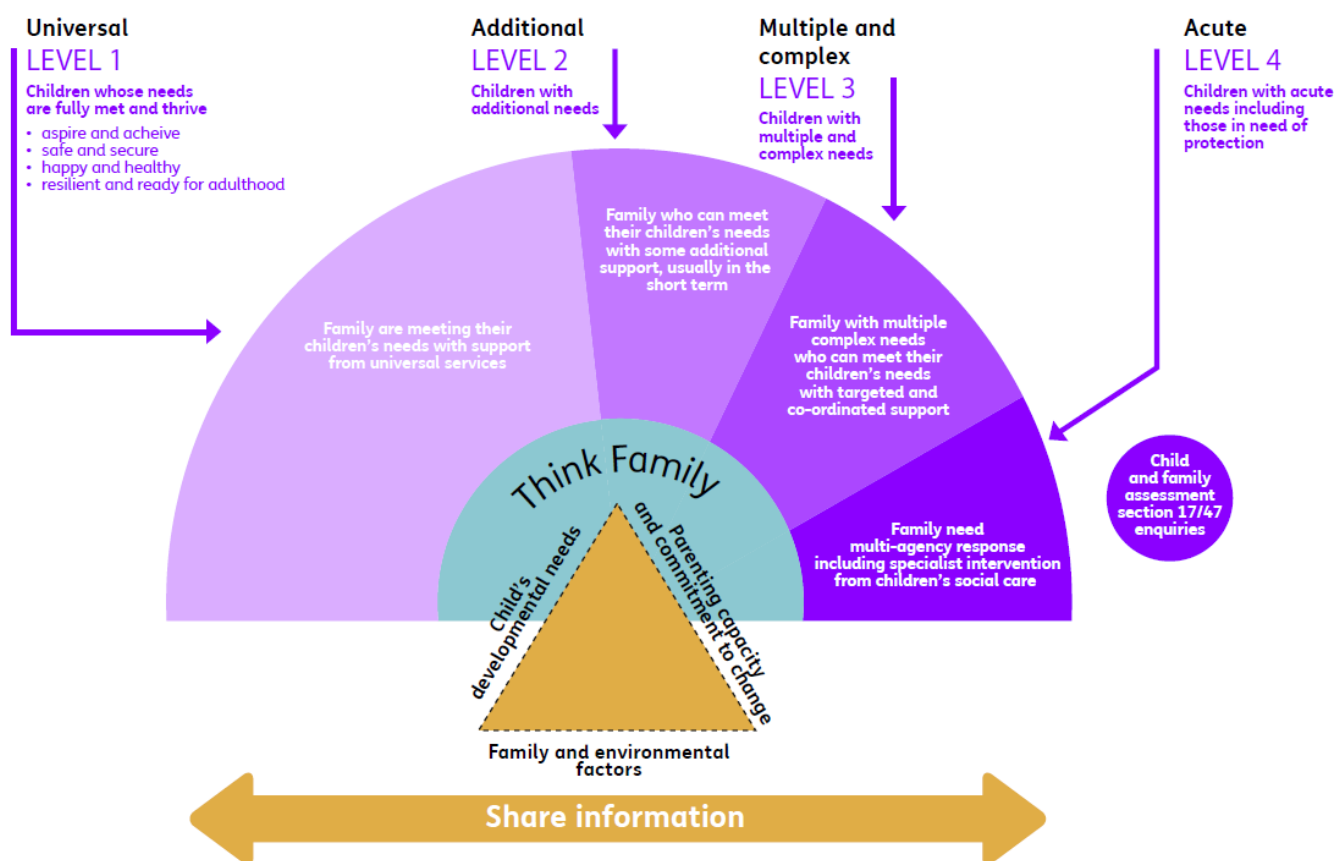 Universal
LEVEL 1
Children whose needs
are fully met and thrive
• aspire and acheive
• safe and secure
• happy and healthy
• resilient and ready for adulthood
Additional
LEVEL 2
Children with
additional needs
Multiple and
complex
LEVEL 3
Children with
multiple and
complex needs
Acute
LEVEL 4
Children with acute
needs including
those in need of
protection
Family are meeting their
children's needs with support
from universal services
Family who can meet
their children's needs
with some additional
support, usually in the
short term
Family with multiple
complex needs
who can meet their
children's needs
with targeted and
co-ordinated support
Family need
multi-agency response
including specialist intervention
from children's social care
Child
and family
assessment
section 17/47
enquiries
Think Family
Child's
developmental needs
Parenting capacity
and commitment to change
Family and environmental
factors
Share information